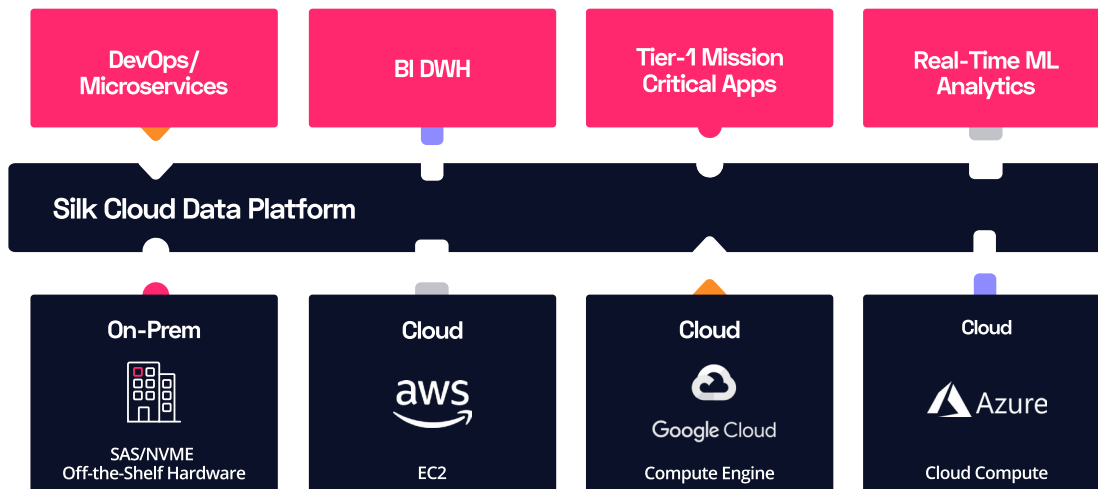 DevOps/
Microservices
BI DWH
Tier-1 Mission
Critical Apps
Real-Time ML
Analytics
Silk Cloud Data Platform
On-Prem
SAS/NVME
Off-the-Shelf Hardware
Cloud
aws
EC2
Cloud
Google Cloud
Compute Engine
Cloud
Azure
Cloud Compute